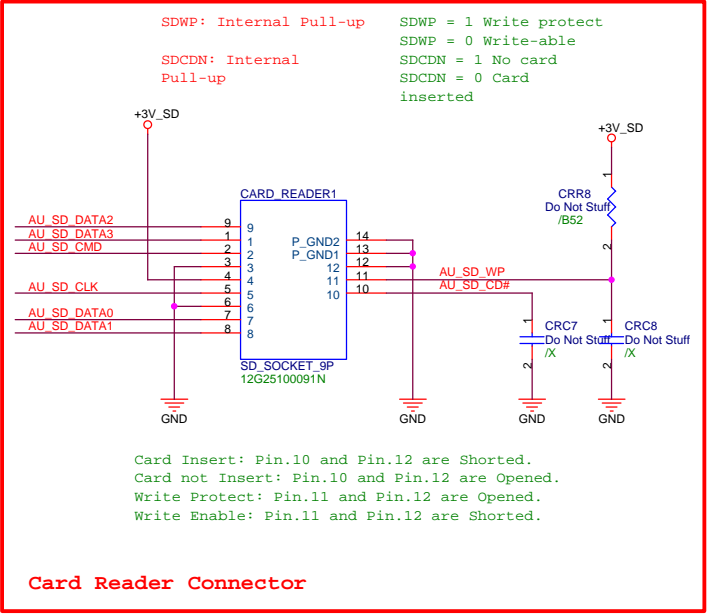 SDWP: Internal Pull-up
SDCDN: Internal
Pull-up
SDWP = 1 Write protect
SDWP = 0 Write-able
SDCDN = 1 No card
SDCDN = 0 Card
inserted
+3V_SD
+3V_SD
CARD_READER1
CRR8
Do Not Stuff
/B52
1
2
AU_SD_DATA2
AU_SD_DATA3
AU_SD_CMD
AU_SD_CLK
AU_SD_DATA0
AU_SD_DATA1
9
1
2
3
4
5
6
7
8
9
1
2
3
4
5
6
7
8
P_GND2
P_GND1
12
11
10
14
13
12
11
10
AU_SD_WP
AU_SD_CD#
1
CRC7
Do Not Stuff
/X
2
1
CRC8
Do Not Stuff
/X
2
SD_SOCKET_9P
12G25100091N
GND
GND
GND
GND
Card Insert: Pin.10 and Pin.12 are Shorted.
Card not Insert: Pin.10 and Pin.12 are Opened.
Write Protect: Pin.11 and Pin.12 are Opened.
Write Enable: Pin.11 and Pin.12 are Shorted.
Card Reader Connector